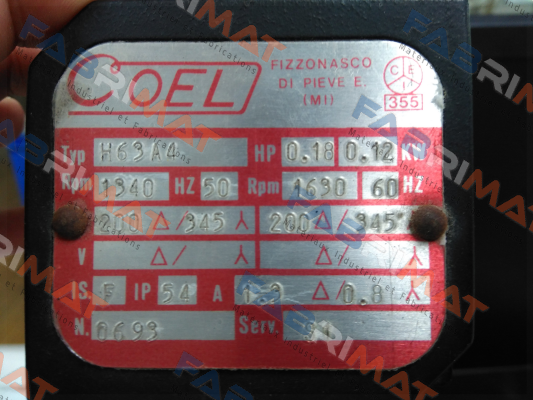 COEL
FIZZONASCO
DI PIEVE E.
(MI)
C E I
355
Typ H63A4 HP 0.18 0.12 KW
Rpm 1340 HZ 50 Rpm 1630 60 HZ
200 Δ/345 Y 200 Δ/345 Y
V Δ/ Y Δ/ Y
IS. F IP 54 A Δ/0.8 Y
N. 0693 Serv.
FABRIMAT